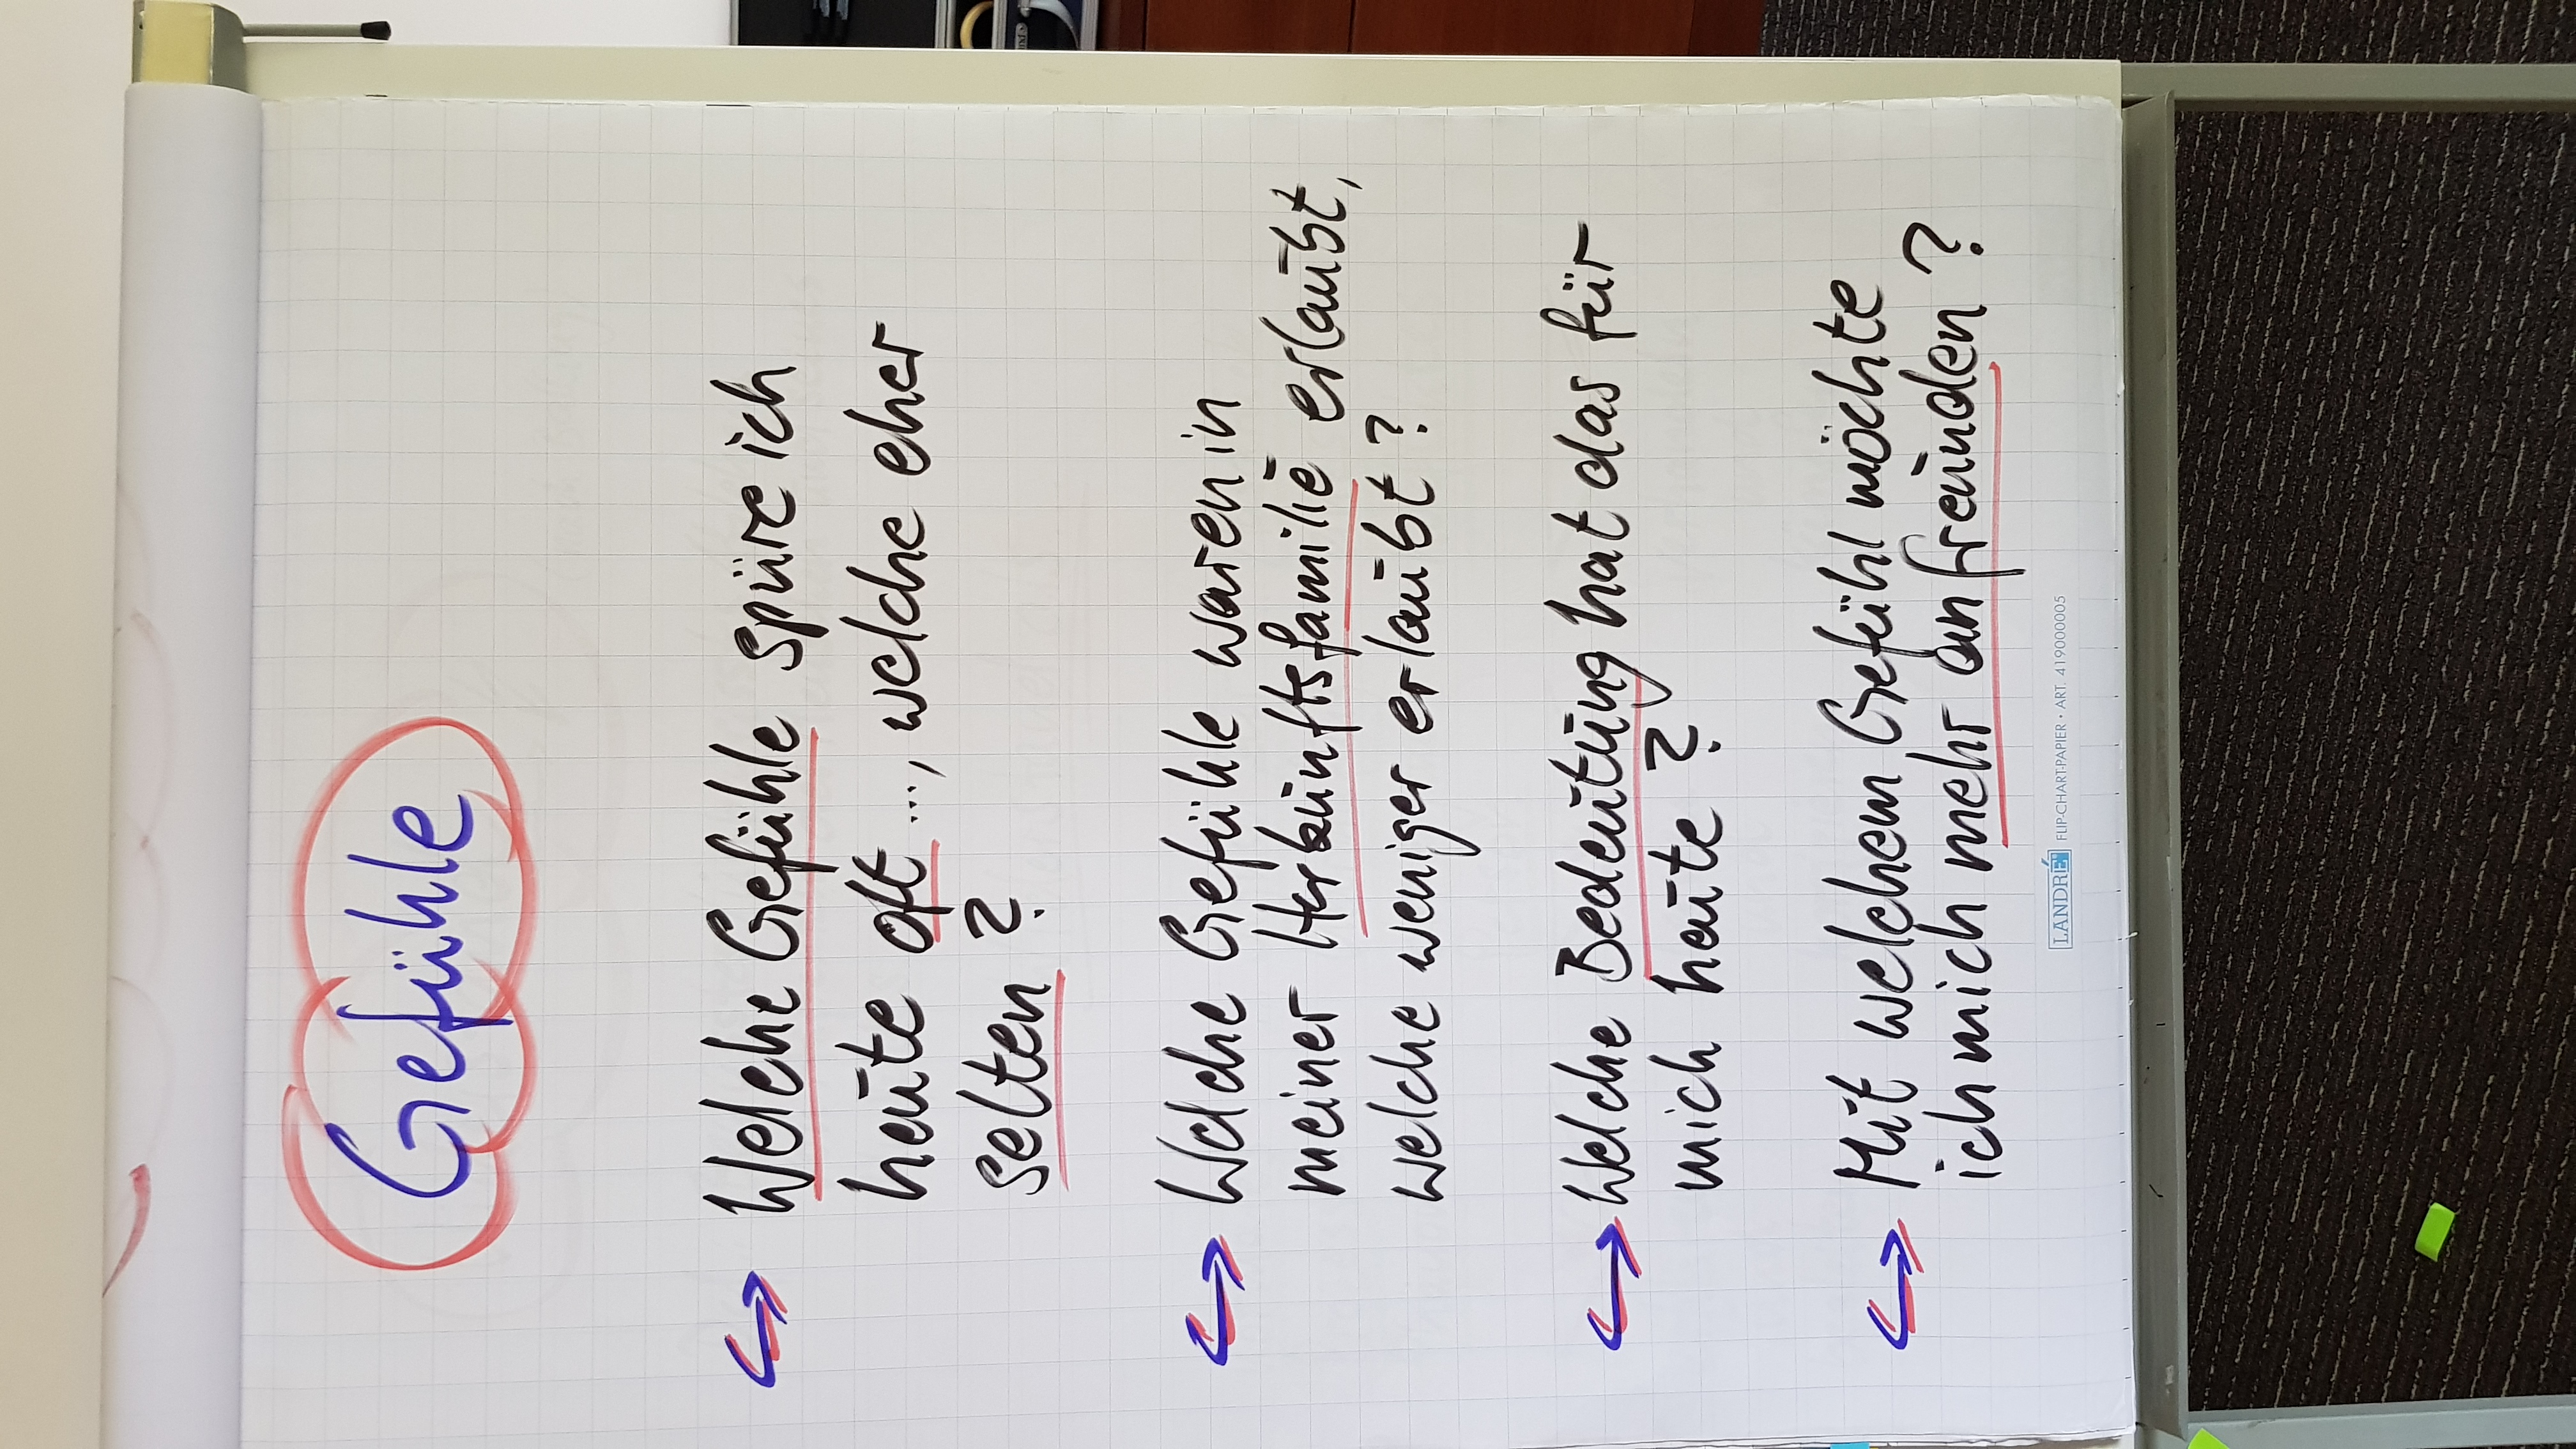 Gefühle
Welche Gefühle spüre ich
heute oft ..., welche eher
selten ?
Welche Gefühle waren in
meiner Herkunftsfamilie erlaubt,
welche weniger erlaubt ?
Welche Bedeutung hat das für
mich heute ?
Mit welchem Gefühl möchte
ich mich mehr anfreunden ?
LANDRÉ FLIP-CHART-PAPIER • ART. 419000005